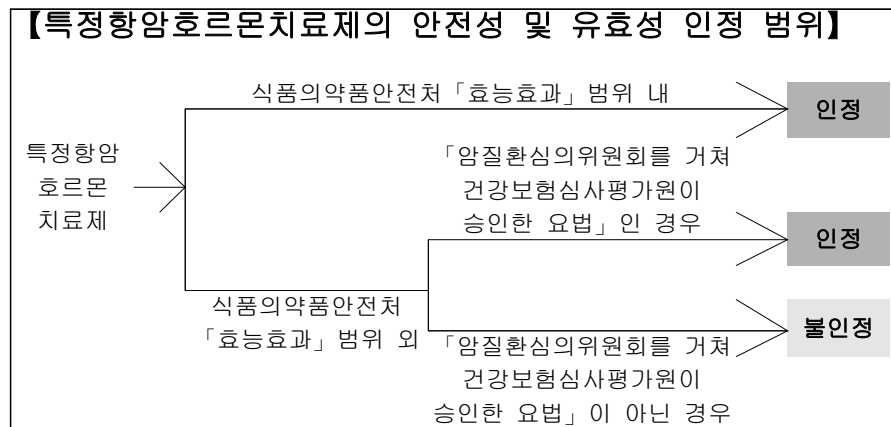 【특정항암호르몬치료제의 안전성 및 유효성 인정 범위】
식품의약품안전처「효능효과」범위 내
인정
특정항암
호르몬
치료제
「암질환심의위원회를 거쳐
건강보험심사평가원이
승인한 요법」인 경우
인정
식품의약품안전처
「효능효과」범위 외
불인정
「암질환심의위원회를 거쳐
건강보험심사평가원이
승인한 요법」이 아닌 경우